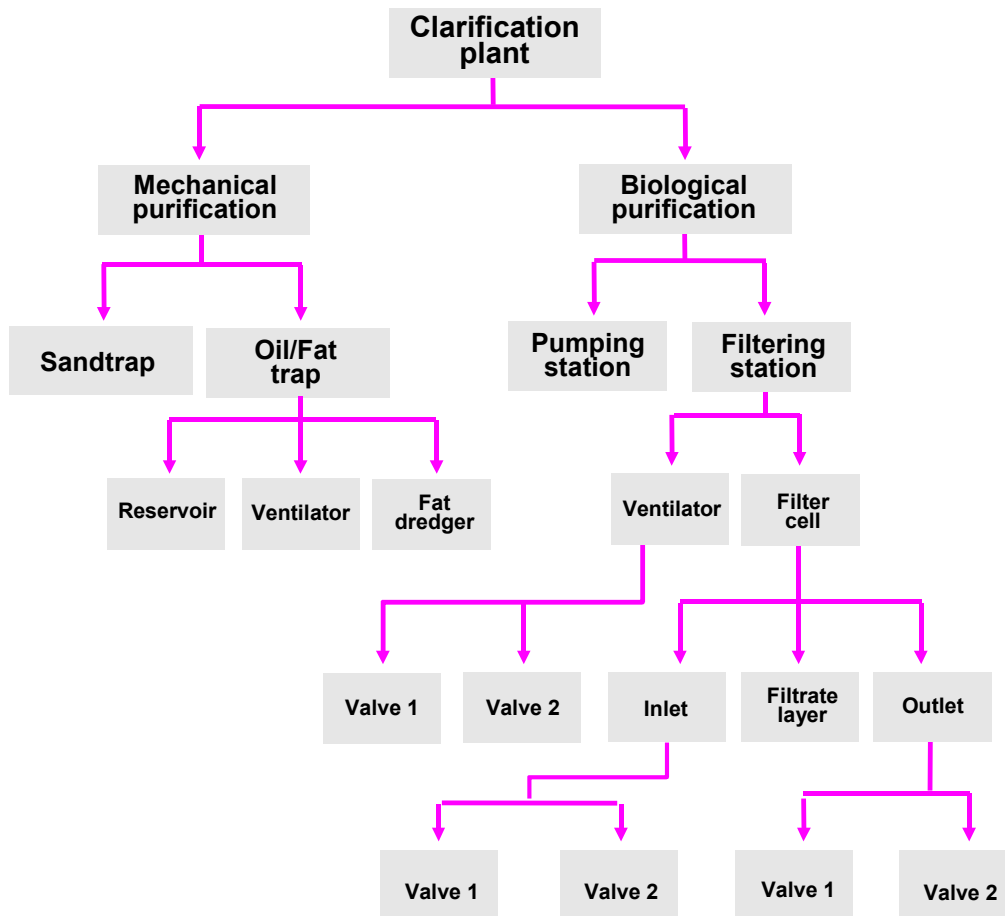 Clarification
plant
Mechanical
purification
Biological
purification
Sandtrap
Oil/Fat
trap
Pumping
station
Filtering
station
Reservoir
Ventilator
Fat
dredger
Ventilator
Filter
cell
Valve 1
Valve 2
Inlet
Filtrate
layer
Outlet
Valve 1
Valve 2
Valve 1
Valve 2